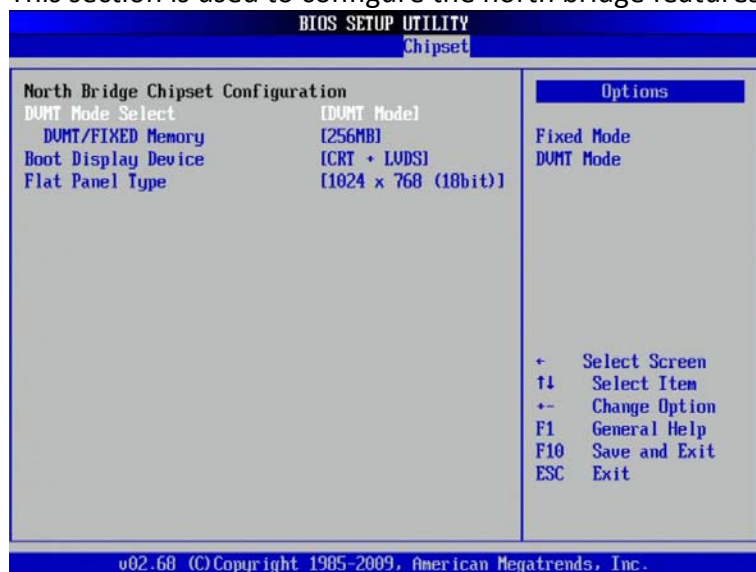 This section is used to configure the north bridge features
BIOS SETUP UTILITY
Chipset
North Bridge Chipset Configuration
DVMT Mode Select [DVMT Mode]
DVMT/FIXED Memory [256MB]
Boot Display Device [CRT + LVDS]
Flat Panel Type [1024 x 768 (18bit)]
Options
Fixed Mode
DVMT Mode
← Select Screen
↑↓ Select Item
+- Change Option
F1 General Help
F10 Save and Exit
ESC Exit
v02.68 (C)Copyright 1985-2009, American Megatrends, Inc.